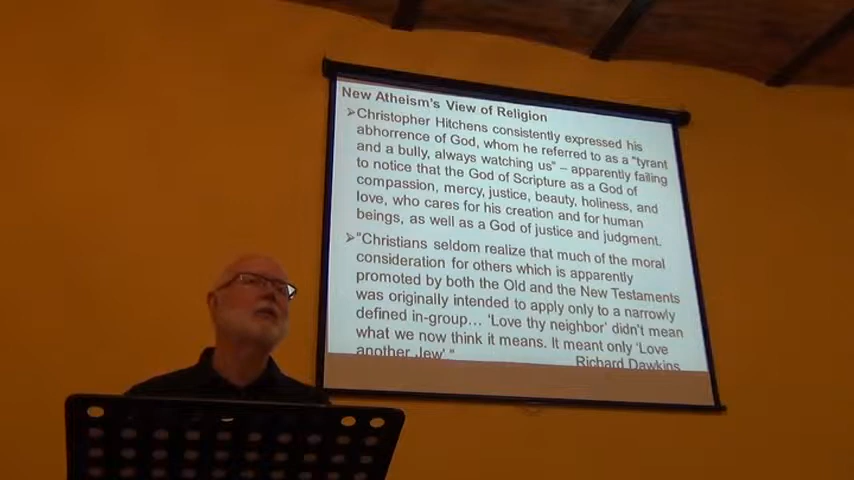 New Atheism's View of Religion
➢Christopher Hitchens consistently expressed his
abhorrence of God, whom he referred to as a "tyrant
and a bully, always watching us" – apparently failing
to notice that the God of Scripture as a God of
compassion, mercy, justice, beauty, holiness, and
love, who cares for his creation and for human
beings, as well as a God of justice and judgment.
➢"Christians seldom realize that much of the moral
consideration for others which is apparently
promoted by both the Old and the New Testaments
was originally intended to apply only to a narrowly
defined in-group… 'Love thy neighbor' didn't mean
what we now think it means. It meant only 'Love
another Jew'." Richard Dawkins